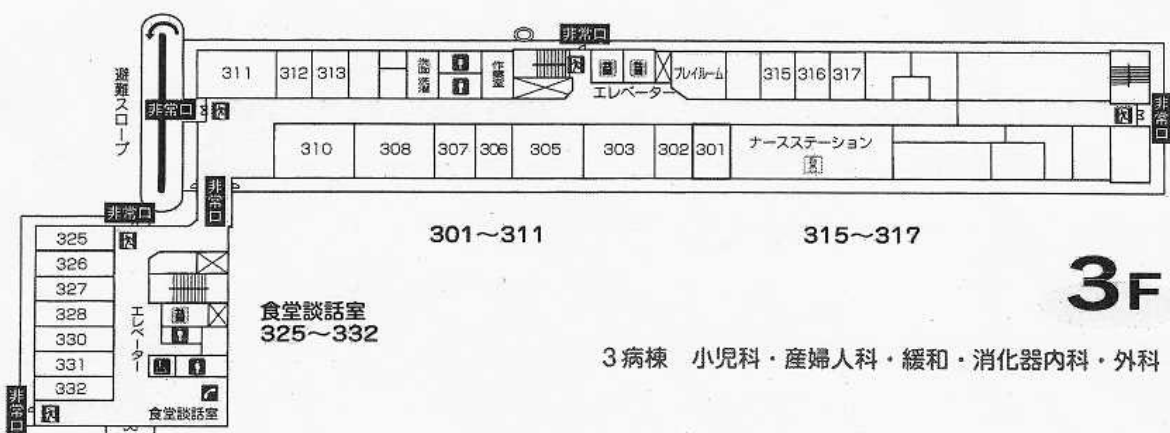 非常口
避難スロープ
311
312
313
洗面
洗濯
作業室
プレイルーム
315
316
317
エレベーター
非常口
非常口
310
308
307
306
305
303
302
301
ナースステーション
非常口
非常口
301～311
315～317
325
326
327
328
330
331
332
エレベーター
食堂談話室
325～332
3F
3病棟 小児科・産婦人科・緩和・消化器内科・外科
非常口
食堂談話室